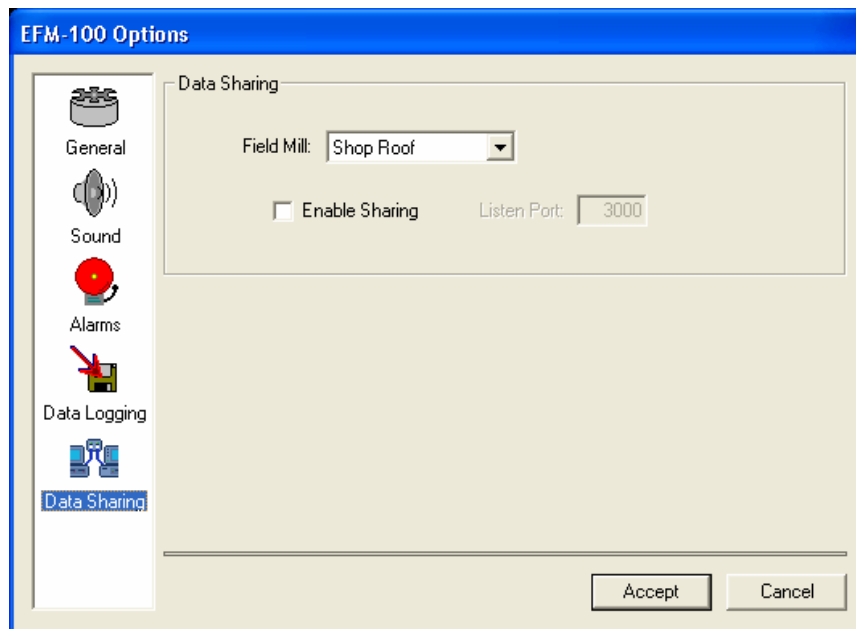 EFM-100 Options
General
Sound
Alarms
Data Logging
Data Sharing
Data Sharing
Field Mill: Shop Roof
Enable Sharing Listen Port: 3000
Accept Cancel